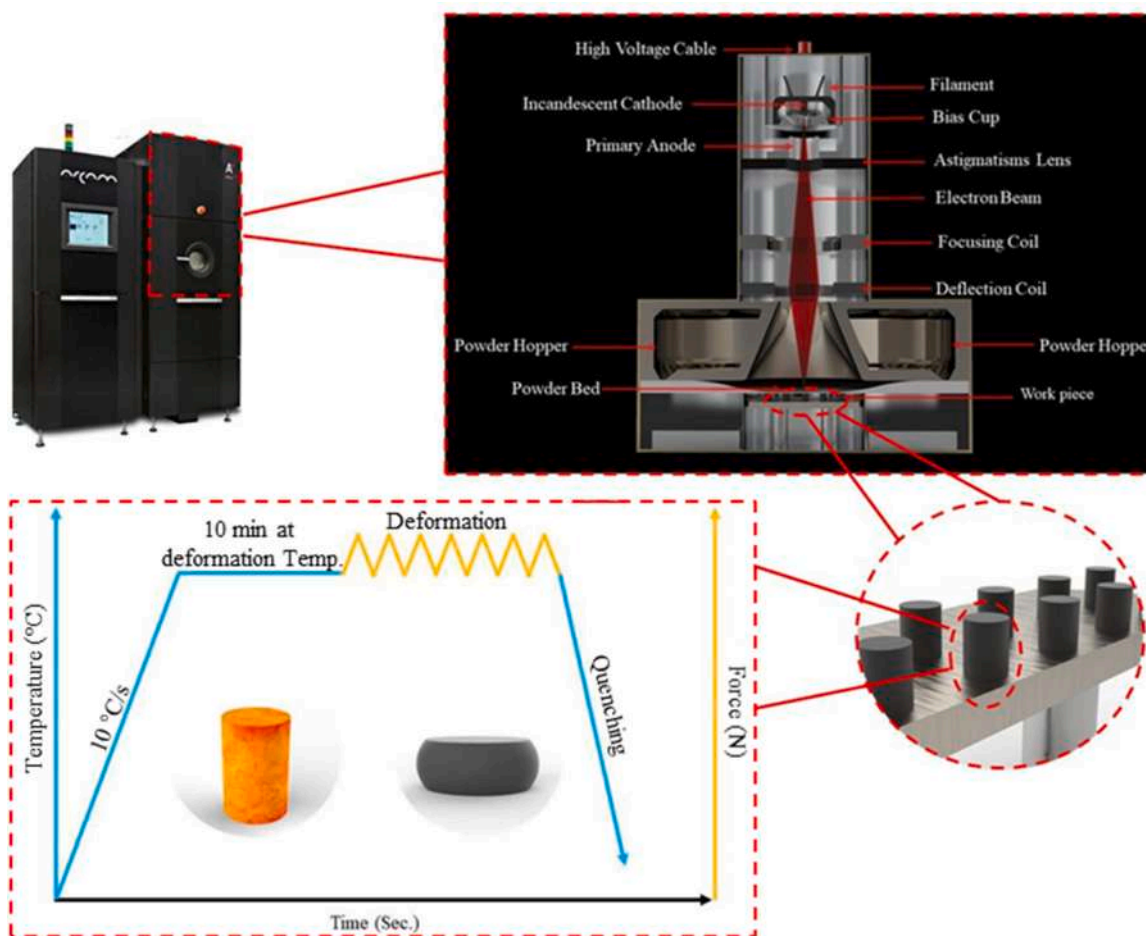 High Voltage Cable
Filament
Incandescent Cathode
Bias Cup
Primary Anode
Astigmatisms Lens
Electron Beam
Focusing Coil
Deflection Coil
Powder Hopper
Powder Hoppe
Powder Bed
Work piece
arcam
A
10 min at
deformation Temp.
Deformation
Temperature (°C)
10 °C/s
Quenching
Force (N)
Time (Sec.)